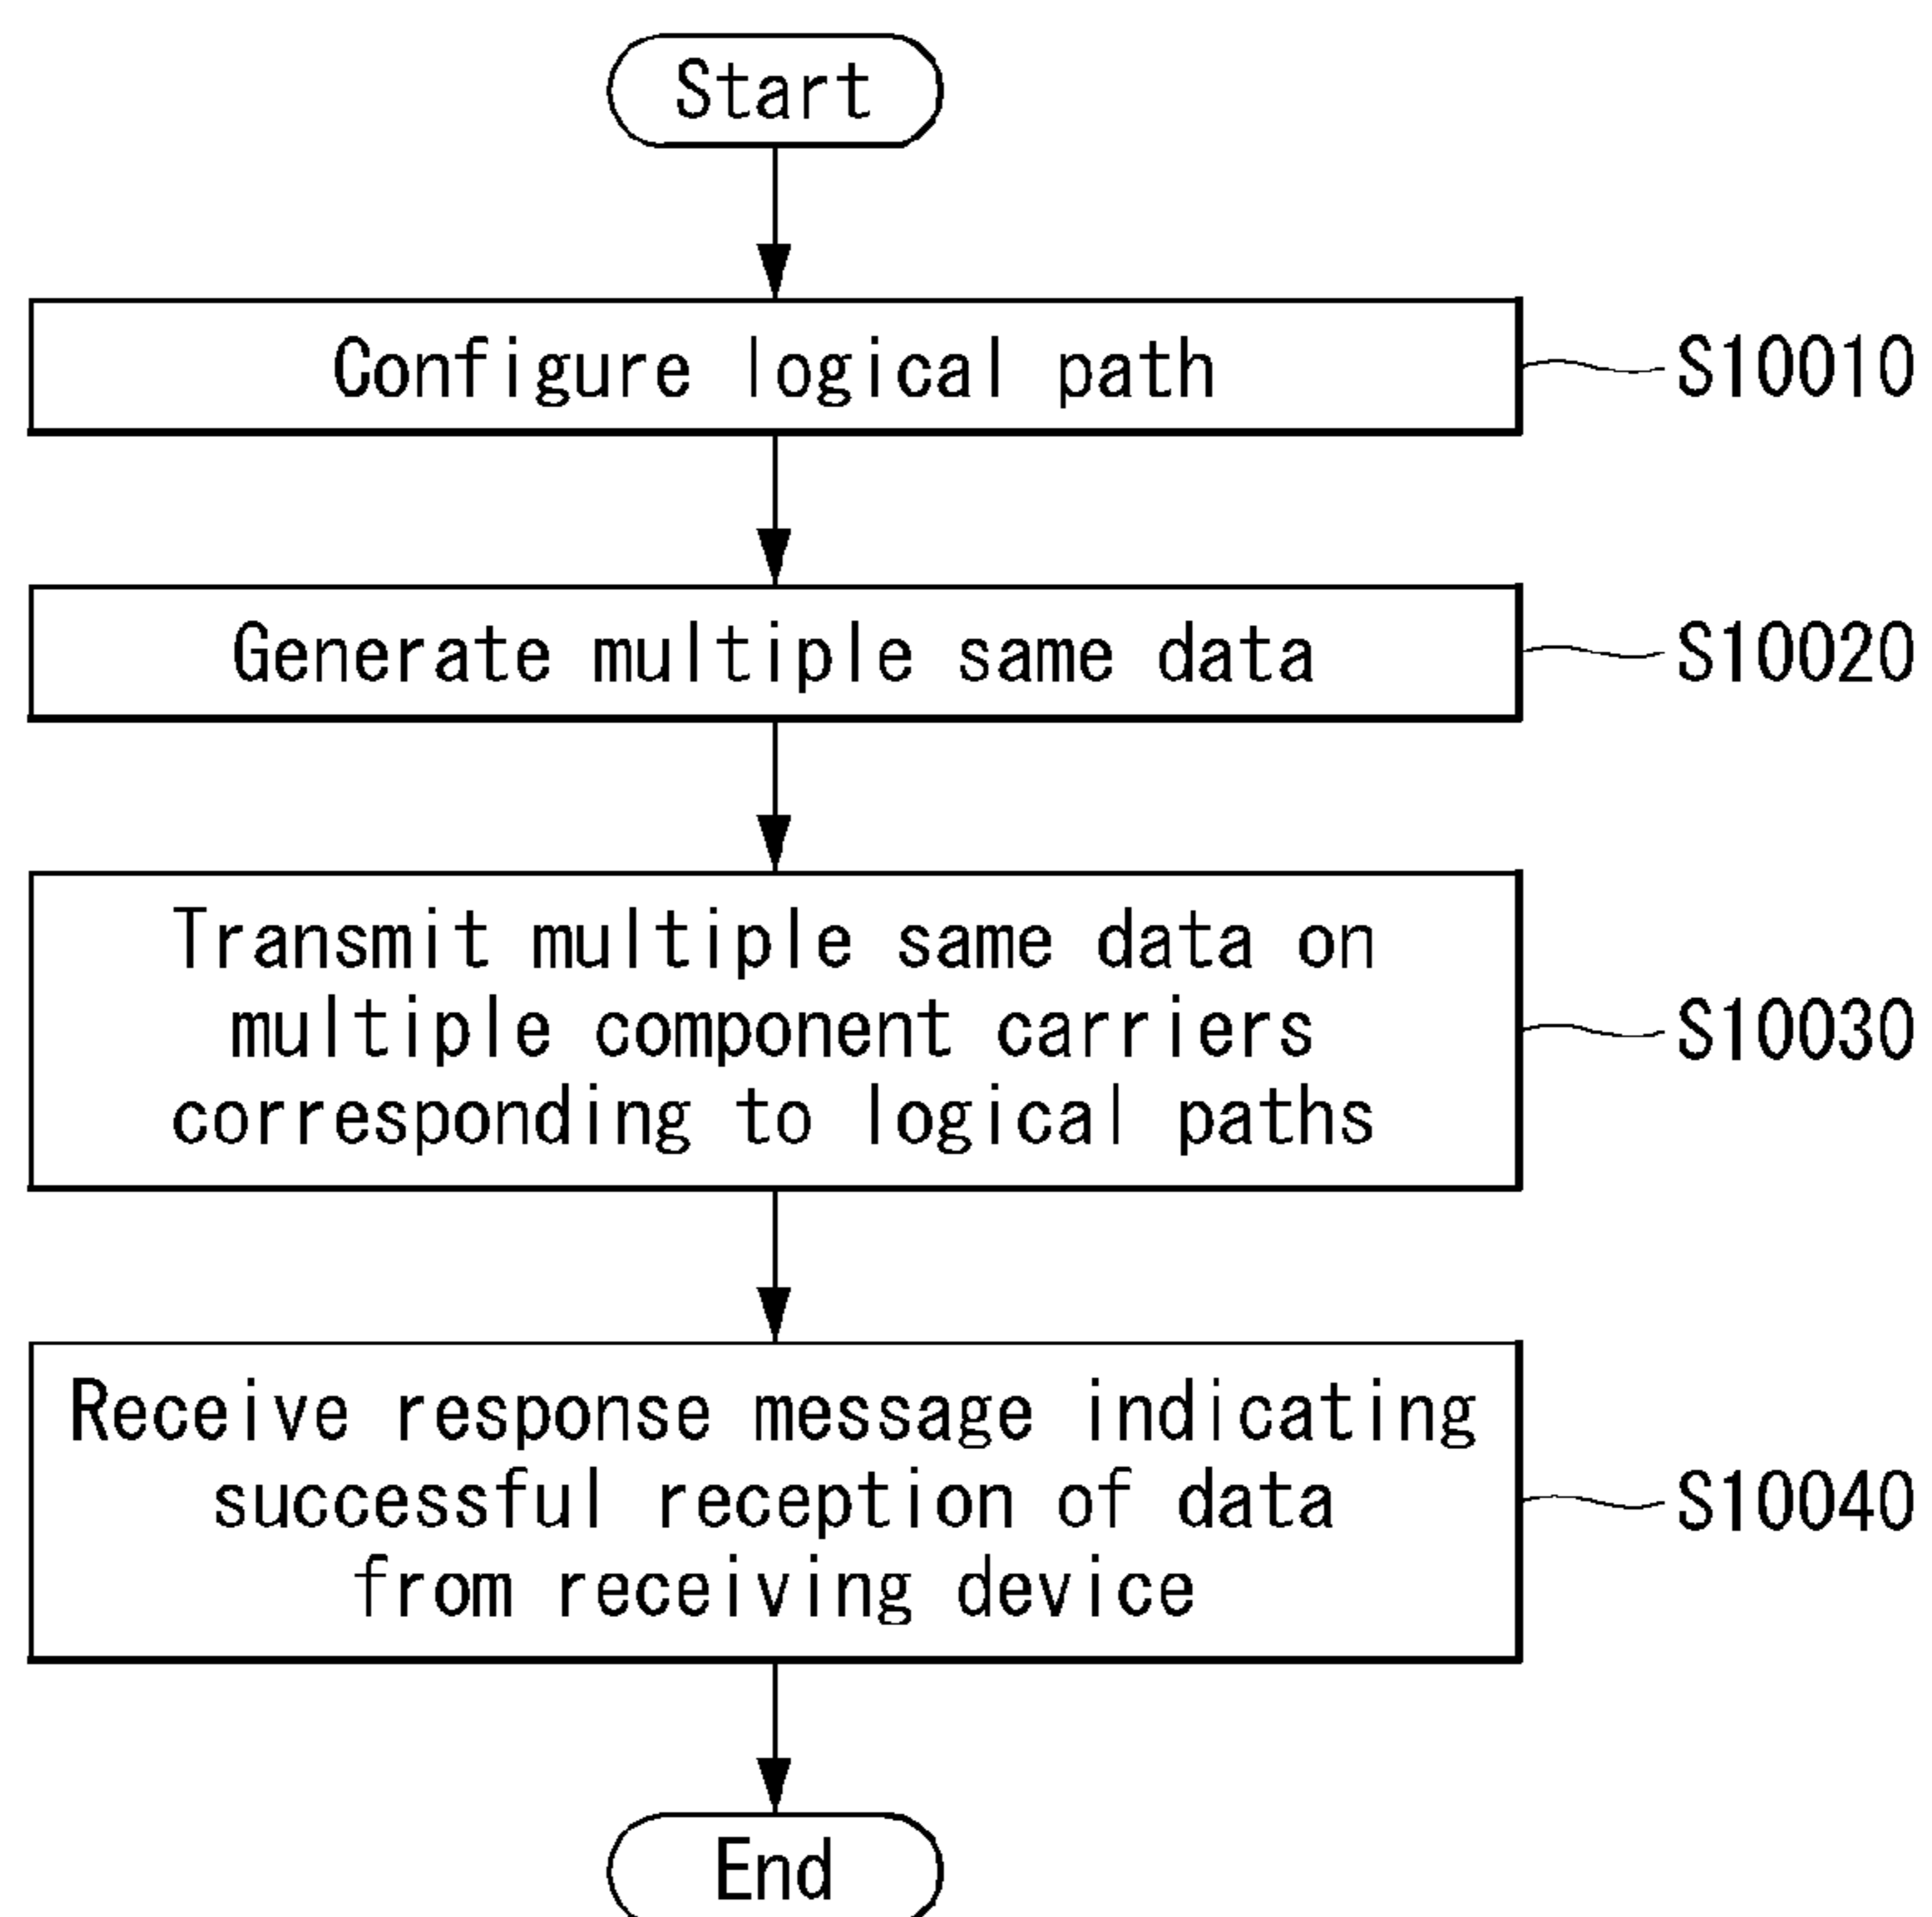 Start
Configure logical path
S10010
Generate multiple same data
S10020
Transmit multiple same data on
multiple component carriers
corresponding to logical paths
S10030
Receive response message indicating
successful reception of data
from receiving device
S10040
End